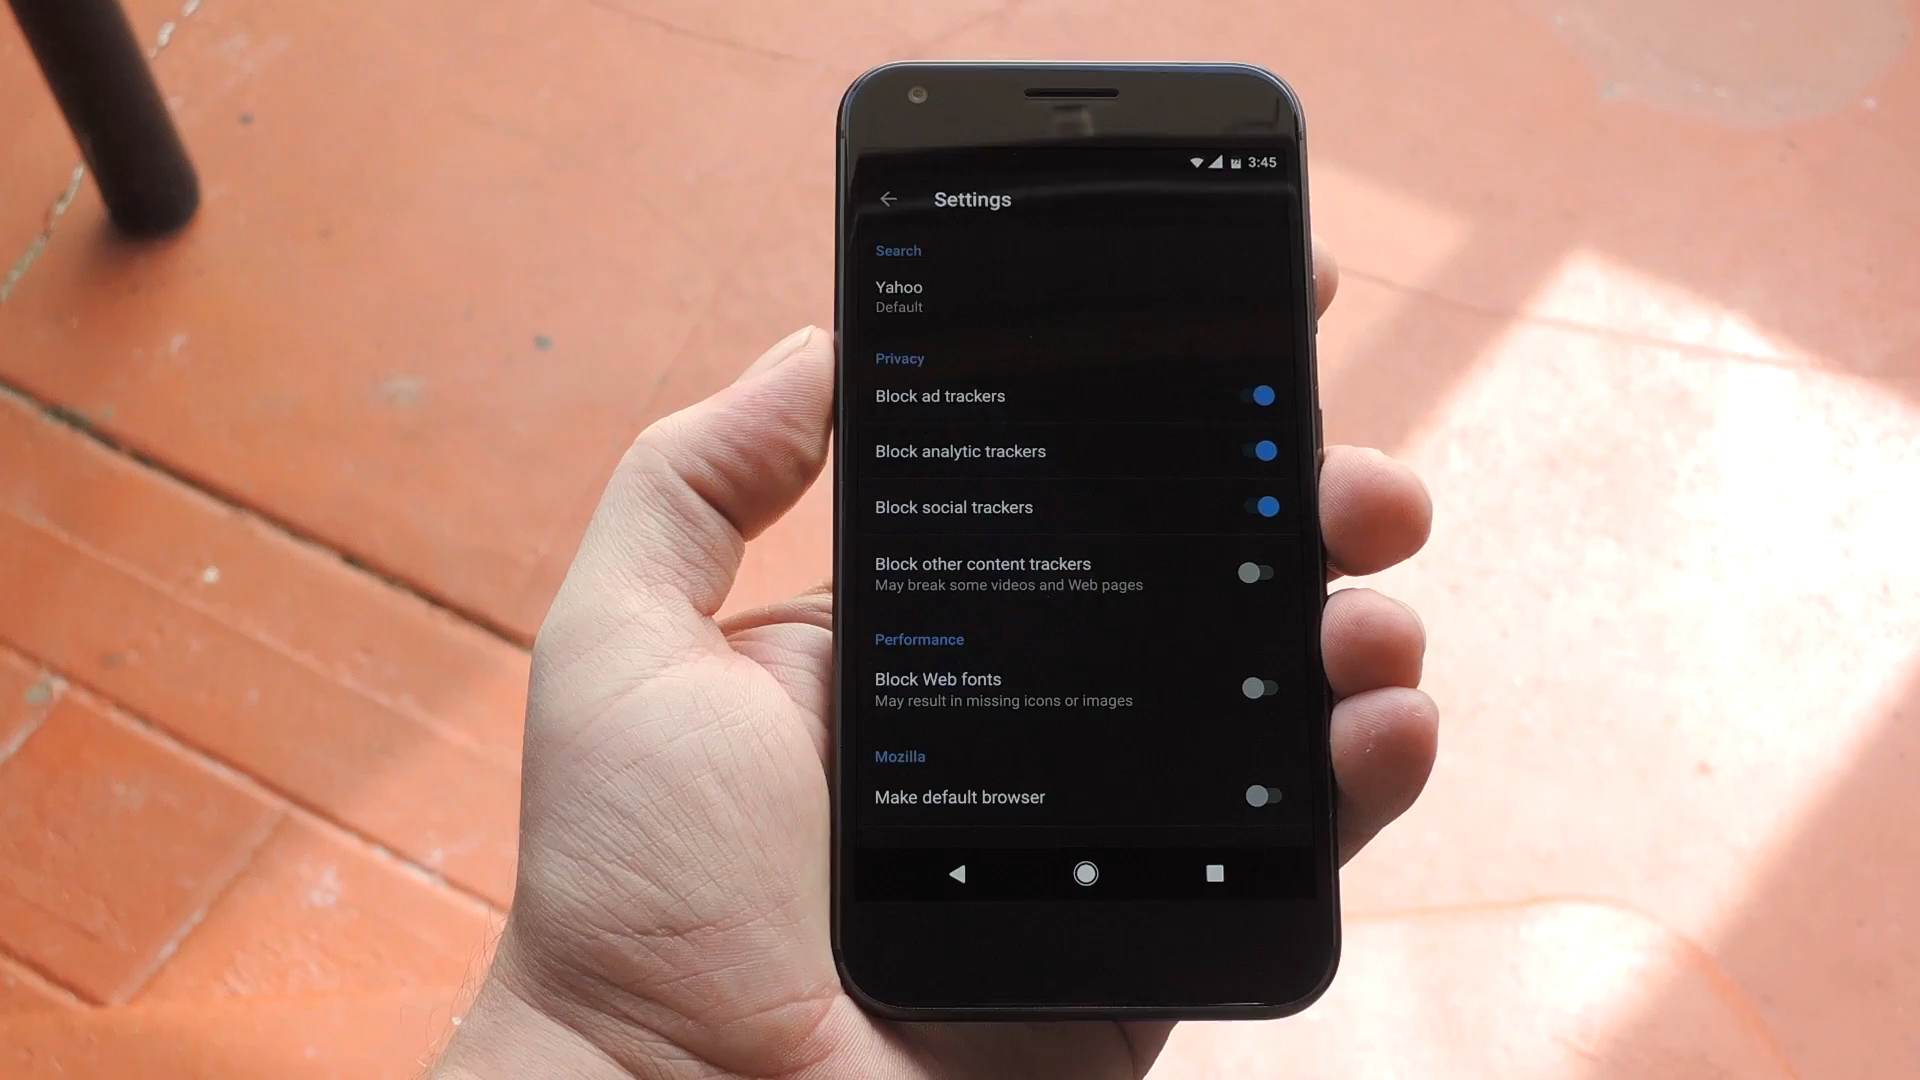 3:45
Settings
Search
Yahoo
Default
Privacy
Block ad trackers
Block analytic trackers
Block social trackers
Block other content trackers
May break some videos and Web pages
Performance
Block Web fonts
May result in missing icons or images
Mozilla
Make default browser